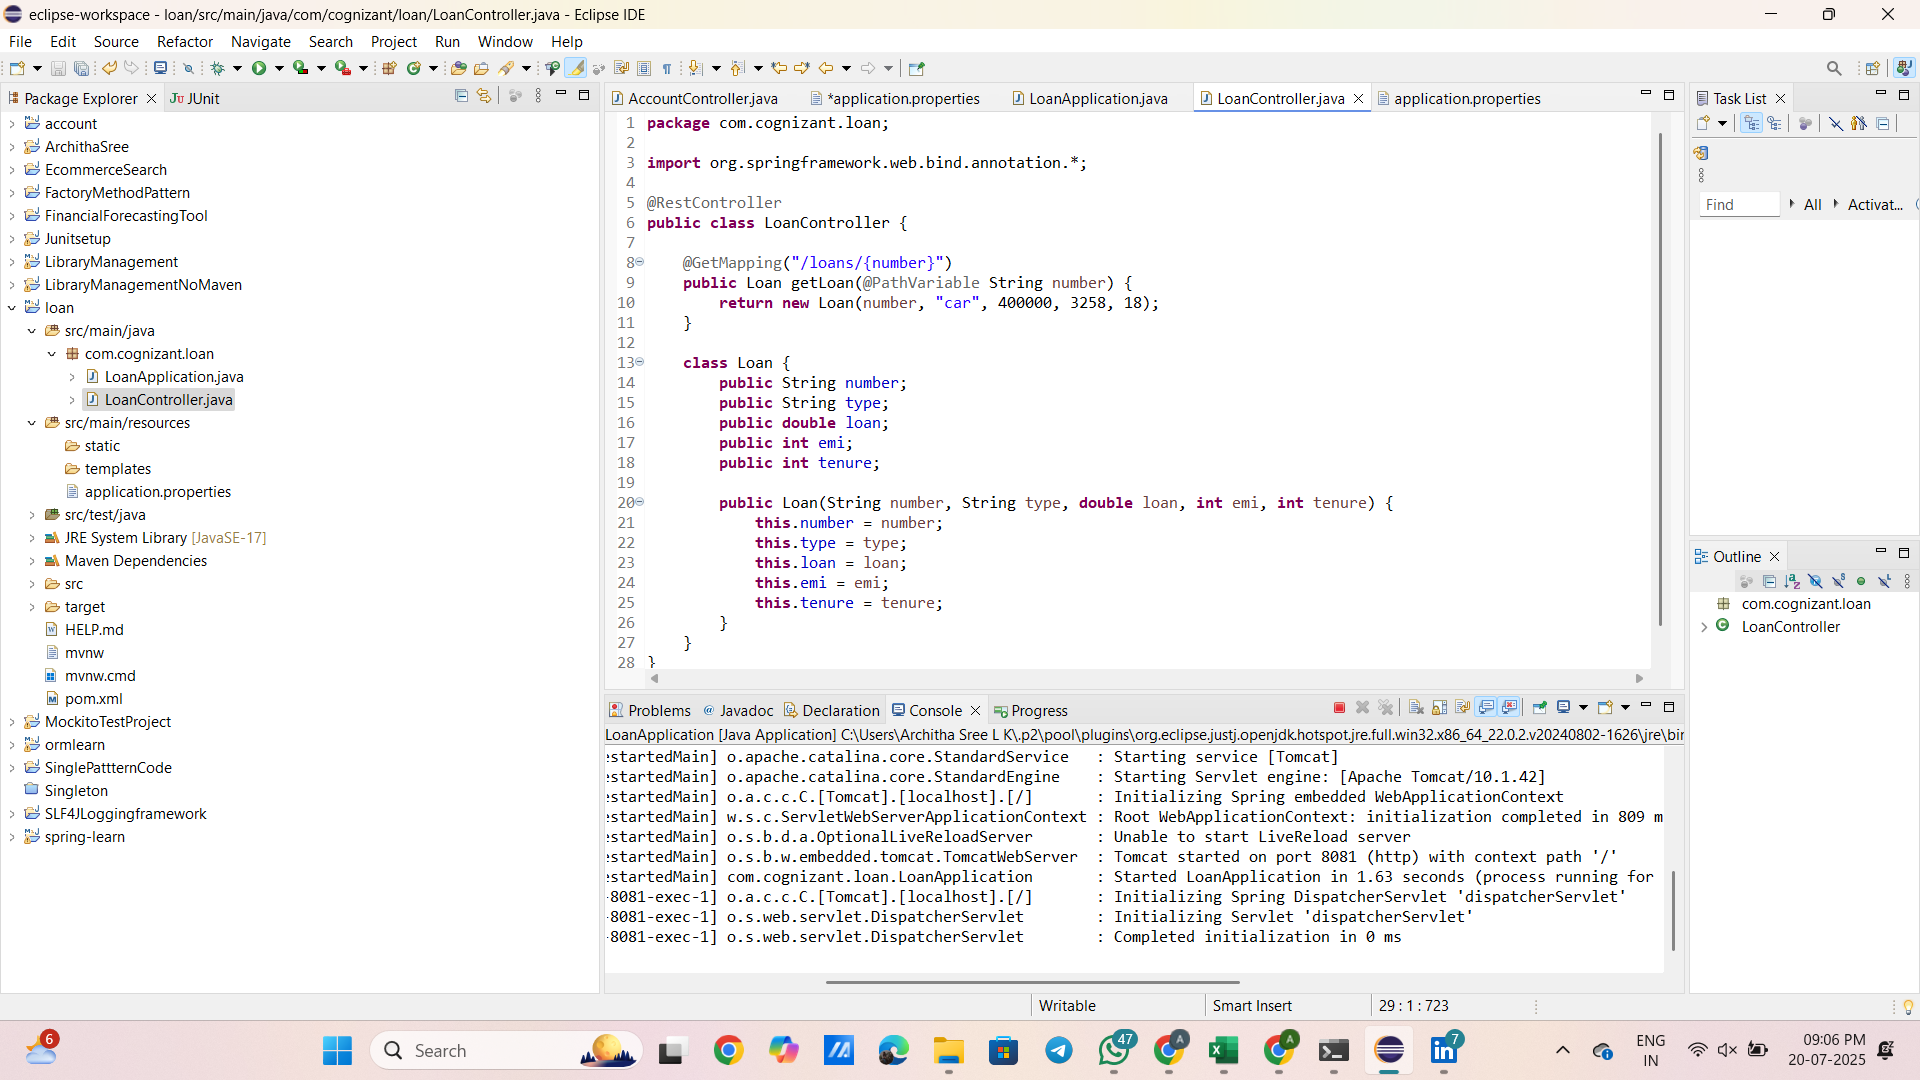 eclipse-workspace - loan/src/main/java/com/cognizant/loan/LoanController.java - Eclipse IDE
File Edit Source Refactor Navigate Search Project Run Window Help
Package Explorer
JUnit
account
ArchithaSree
EcommerceSearch
FactoryMethodPattern
FinancialForecastingTool
Junitsetup
LibraryManagement
LibraryManagementNoMaven
loan
src/main/java
com.cognizant.loan
LoanApplication.java
LoanController.java
src/main/resources
static
templates
application.properties
src/test/java
JRE System Library [JavaSE-17]
Maven Dependencies
src
target
HELP.md
mvnw
mvnw.cmd
pom.xml
MockitoTestProject
ormlearn
SinglePattternCode
Singleton
SLF4JLoggingframework
spring-learn
AccountController.java *application.properties LoanApplication.java LoanController.java application.properties
1 package com.cognizant.loan;
2
3 import org.springframework.web.bind.annotation.*;
4
5 @RestController
6 public class LoanController {
7
8 @GetMapping("/loans/{number}")
9 public Loan getLoan(@PathVariable String number) {
10 return new Loan(number, "car", 400000, 3258, 18);
11 }
12
13 class Loan {
14 public String number;
15 public String type;
16 public double loan;
17 public int emi;
18 public int tenure;
19
20 public Loan(String number, String type, double loan, int emi, int tenure) {
21 this.number = number;
22 this.type = type;
23 this.loan = loan;
24 this.emi = emi;
25 this.tenure = tenure;
26 }
27 }
28 }
Problems Javadoc Declaration Console Progress
LoanApplication [Java Application] C:\Users\Architha Sree L K\.p2\pool\plugins\org.eclipse.justj.openjdk.hotspot.jre.full.win32.x86_64_22.0.2.v20240802-1626\jre\bir
estartedMain] o.apache.catalina.core.StandardService : Starting service [Tomcat]
estartedMain] o.apache.catalina.core.StandardEngine : Starting Servlet engine: [Apache Tomcat/10.1.42]
estartedMain] o.a.c.c.C.[Tomcat].[localhost].[/] : Initializing Spring embedded WebApplicationContext
estartedMain] w.s.c.ServletWebServerApplicationContext : Root WebApplicationContext: initialization completed in 809 m
estartedMain] o.s.b.d.a.OptionalLiveReloadServer : Unable to start LiveReload server
estartedMain] o.s.b.w.embedded.tomcat.TomcatWebServer : Tomcat started on port 8081 (http) with context path '/'
estartedMain] com.cognizant.loan.LoanApplication : Started LoanApplication in 1.63 seconds (process running for
-8081-exec-1] o.a.c.c.C.[Tomcat].[localhost].[/] : Initializing Spring DispatcherServlet 'dispatcherServlet'
-8081-exec-1] o.s.web.servlet.DispatcherServlet : Initializing Servlet 'dispatcherServlet'
-8081-exec-1] o.s.web.servlet.DispatcherServlet : Completed initialization in 0 ms
Task List
Find All Activat...
Outline
com.cognizant.loan
LoanController
Writable Smart Insert 29 : 1 : 723
6
Search
47
A
A
7
ENG
IN
09:06 PM
20-07-2025